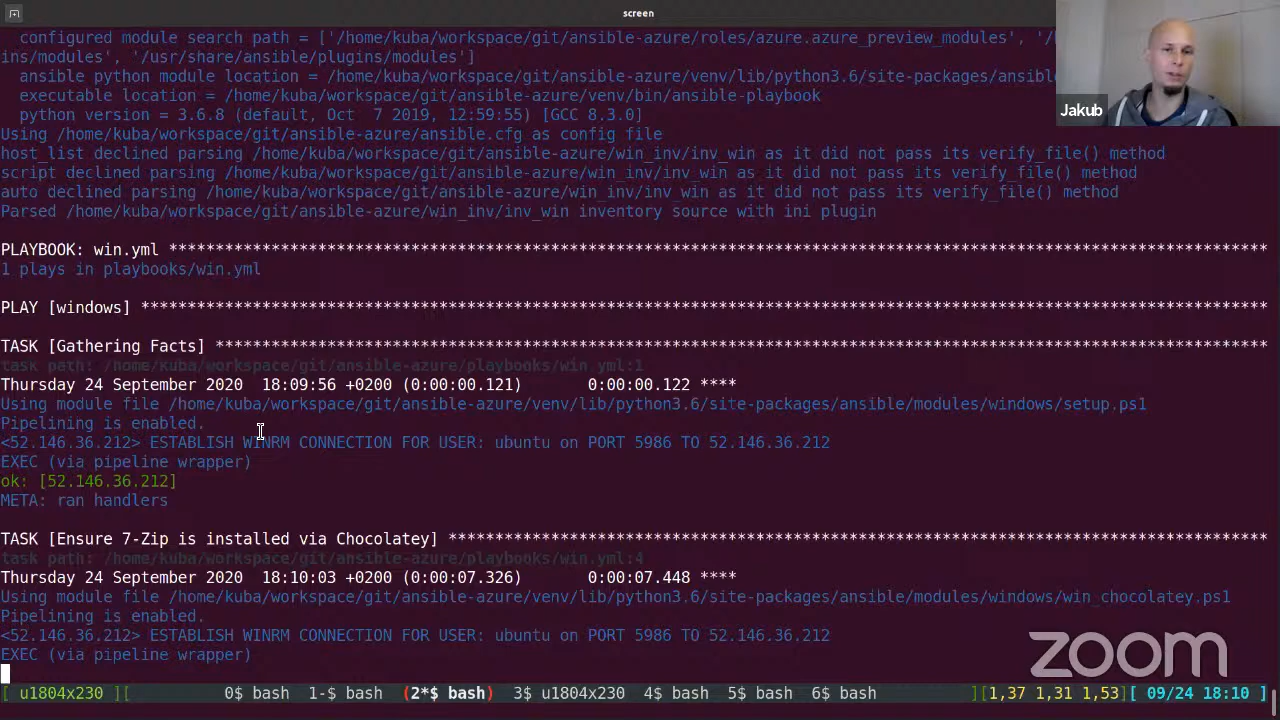 screen
configured module search path = ['/home/kuba/workspace/git/ansible-azure/roles/azure.azure_preview_modules', '/
ins/modules', '/usr/share/ansible/plugins/modules']
ansible python module location = /home/kuba/workspace/git/ansible-azure/venv/lib/python3.6/site-packages/ansible
executable location = /home/kuba/workspace/git/ansible-azure/venv/bin/ansible-playbook
python version = 3.6.8 (default, Oct  7 2019, 12:59:55) [GCC 8.3.0]
Using /home/kuba/workspace/git/ansible-azure/ansible.cfg as config file
host_list declined parsing /home/kuba/workspace/git/ansible-azure/win_inv/inv_win as it did not pass its verify_file() method
script declined parsing /home/kuba/workspace/git/ansible-azure/win_inv/inv_win as it did not pass its verify_file() method
auto declined parsing /home/kuba/workspace/git/ansible-azure/win_inv/inv_win as it did not pass its verify_file() method
Parsed /home/kuba/workspace/git/ansible-azure/win_inv/inv_win inventory source with ini plugin
PLAYBOOK: win.yml **********************************************************************************************************************
1 plays in playbooks/win.yml
PLAY [windows] *************************************************************************************************************************
TASK [Gathering Facts] *****************************************************************************************************************
task path: /home/kuba/workspace/git/ansible-azure/playbooks/win.yml:1
Thursday 24 September 2020  18:09:56 +0200 (0:00:00.121)       0:00:00.122 ****
Using module file /home/kuba/workspace/git/ansible-azure/venv/lib/python3.6/site-packages/ansible/modules/windows/setup.ps1
Pipelining is enabled.
<52.146.36.212> ESTABLISH WINRM CONNECTION FOR USER: ubuntu on PORT 5986 TO 52.146.36.212
EXEC (via pipeline wrapper)
ok: [52.146.36.212]
META: ran handlers
TASK [Ensure 7-Zip is installed via Chocolatey] ****************************************************************************************
task path: /home/kuba/workspace/git/ansible-azure/playbooks/win.yml:4
Thursday 24 September 2020  18:10:03 +0200 (0:00:07.326)       0:00:07.448 ****
Using module file /home/kuba/workspace/git/ansible-azure/venv/lib/python3.6/site-packages/ansible/modules/windows/win_chocolatey.ps1
Pipelining is enabled.
<52.146.36.212> ESTABLISH WINRM CONNECTION FOR USER: ubuntu on PORT 5986 TO 52.146.36.212
EXEC (via pipeline wrapper)
[ u1804x230 ][          0$ bash  1-$ bash  (2*$ bash)  3$ u1804x230  4$ bash  5$ bash  6$ bash          ][1,37 1,31 1,53][ 09/24 18:10 ]
Jakub
zoom